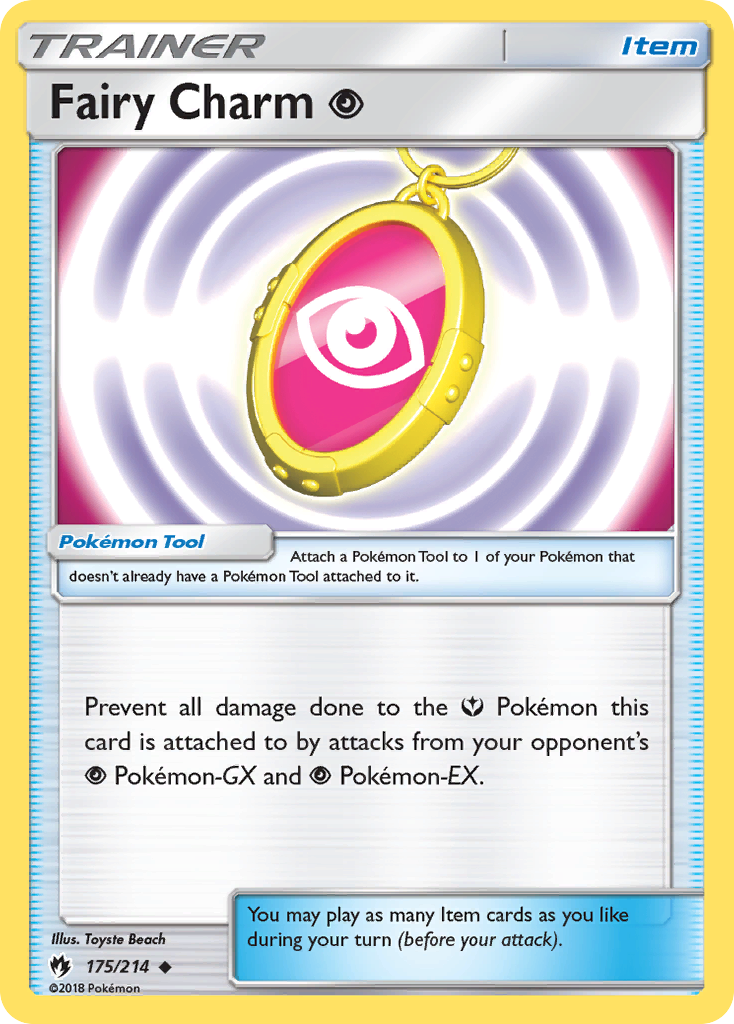 TRAINER
Item
Fairy Charm
Pokémon Tool
Attach a Pokémon Tool to 1 of your Pokémon that
doesn't already have a Pokémon Tool attached to it.
Prevent all damage done to the Pokémon this
card is attached to by attacks from your opponent's
Pokémon-GX and Pokémon-EX.
You may play as many Item cards as you like
during your turn (before your attack).
Illus. Toyste Beach
175/214
©2018 Pokémon